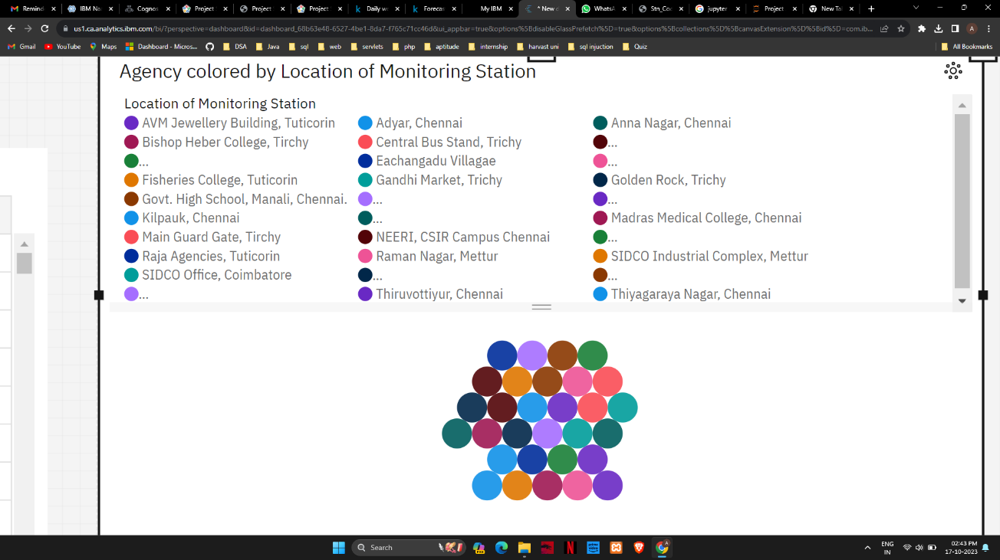 Remind
IBM Na
Cognos
Project
Project
Project
Daily w
Forecas
My IBM
* New d
WhatsA
Stn_Coo
jupyter
Project
New Ta
us1.ca.analytics.ibm.com/bi/?perspective=dashboard&id=dashboard_68b63e48-6527-4be1-8da7-f765c71cc46d&ui_appbar=true&options%5BdisableGlassPrefetch%5D=true&options%5Bcollections%5D%5BcanvasExtension%5D%5Bid%5D=com.ib...
Gmail YouTube Maps Dashboard - Micros... DSA Java sql web servlets php aptitude internship harvast uni sql injuction Quiz All Bookmarks
Agency colored by Location of Monitoring Station
Location of Monitoring Station
AVM Jewellery Building, Tuticorin Adyar, Chennai Anna Nagar, Chennai
Bishop Heber College, Tirchy Central Bus Stand, Trichy ...
... Eachangadu Villagae ...
Fisheries College, Tuticorin Gandhi Market, Trichy Golden Rock, Trichy
Govt. High School, Manali, Chennai. ... ...
Kilpauk, Chennai ... Madras Medical College, Chennai
Main Guard Gate, Tirchy NEERI, CSIR Campus Chennai ...
Raja Agencies, Tuticorin Raman Nagar, Mettur SIDCO Industrial Complex, Mettur
SIDCO Office, Coimbatore ... ...
... Thiruvottiyur, Chennai Thiyagaraya Nagar, Chennai
Search
ENG
IN
02:43 PM
17-10-2023